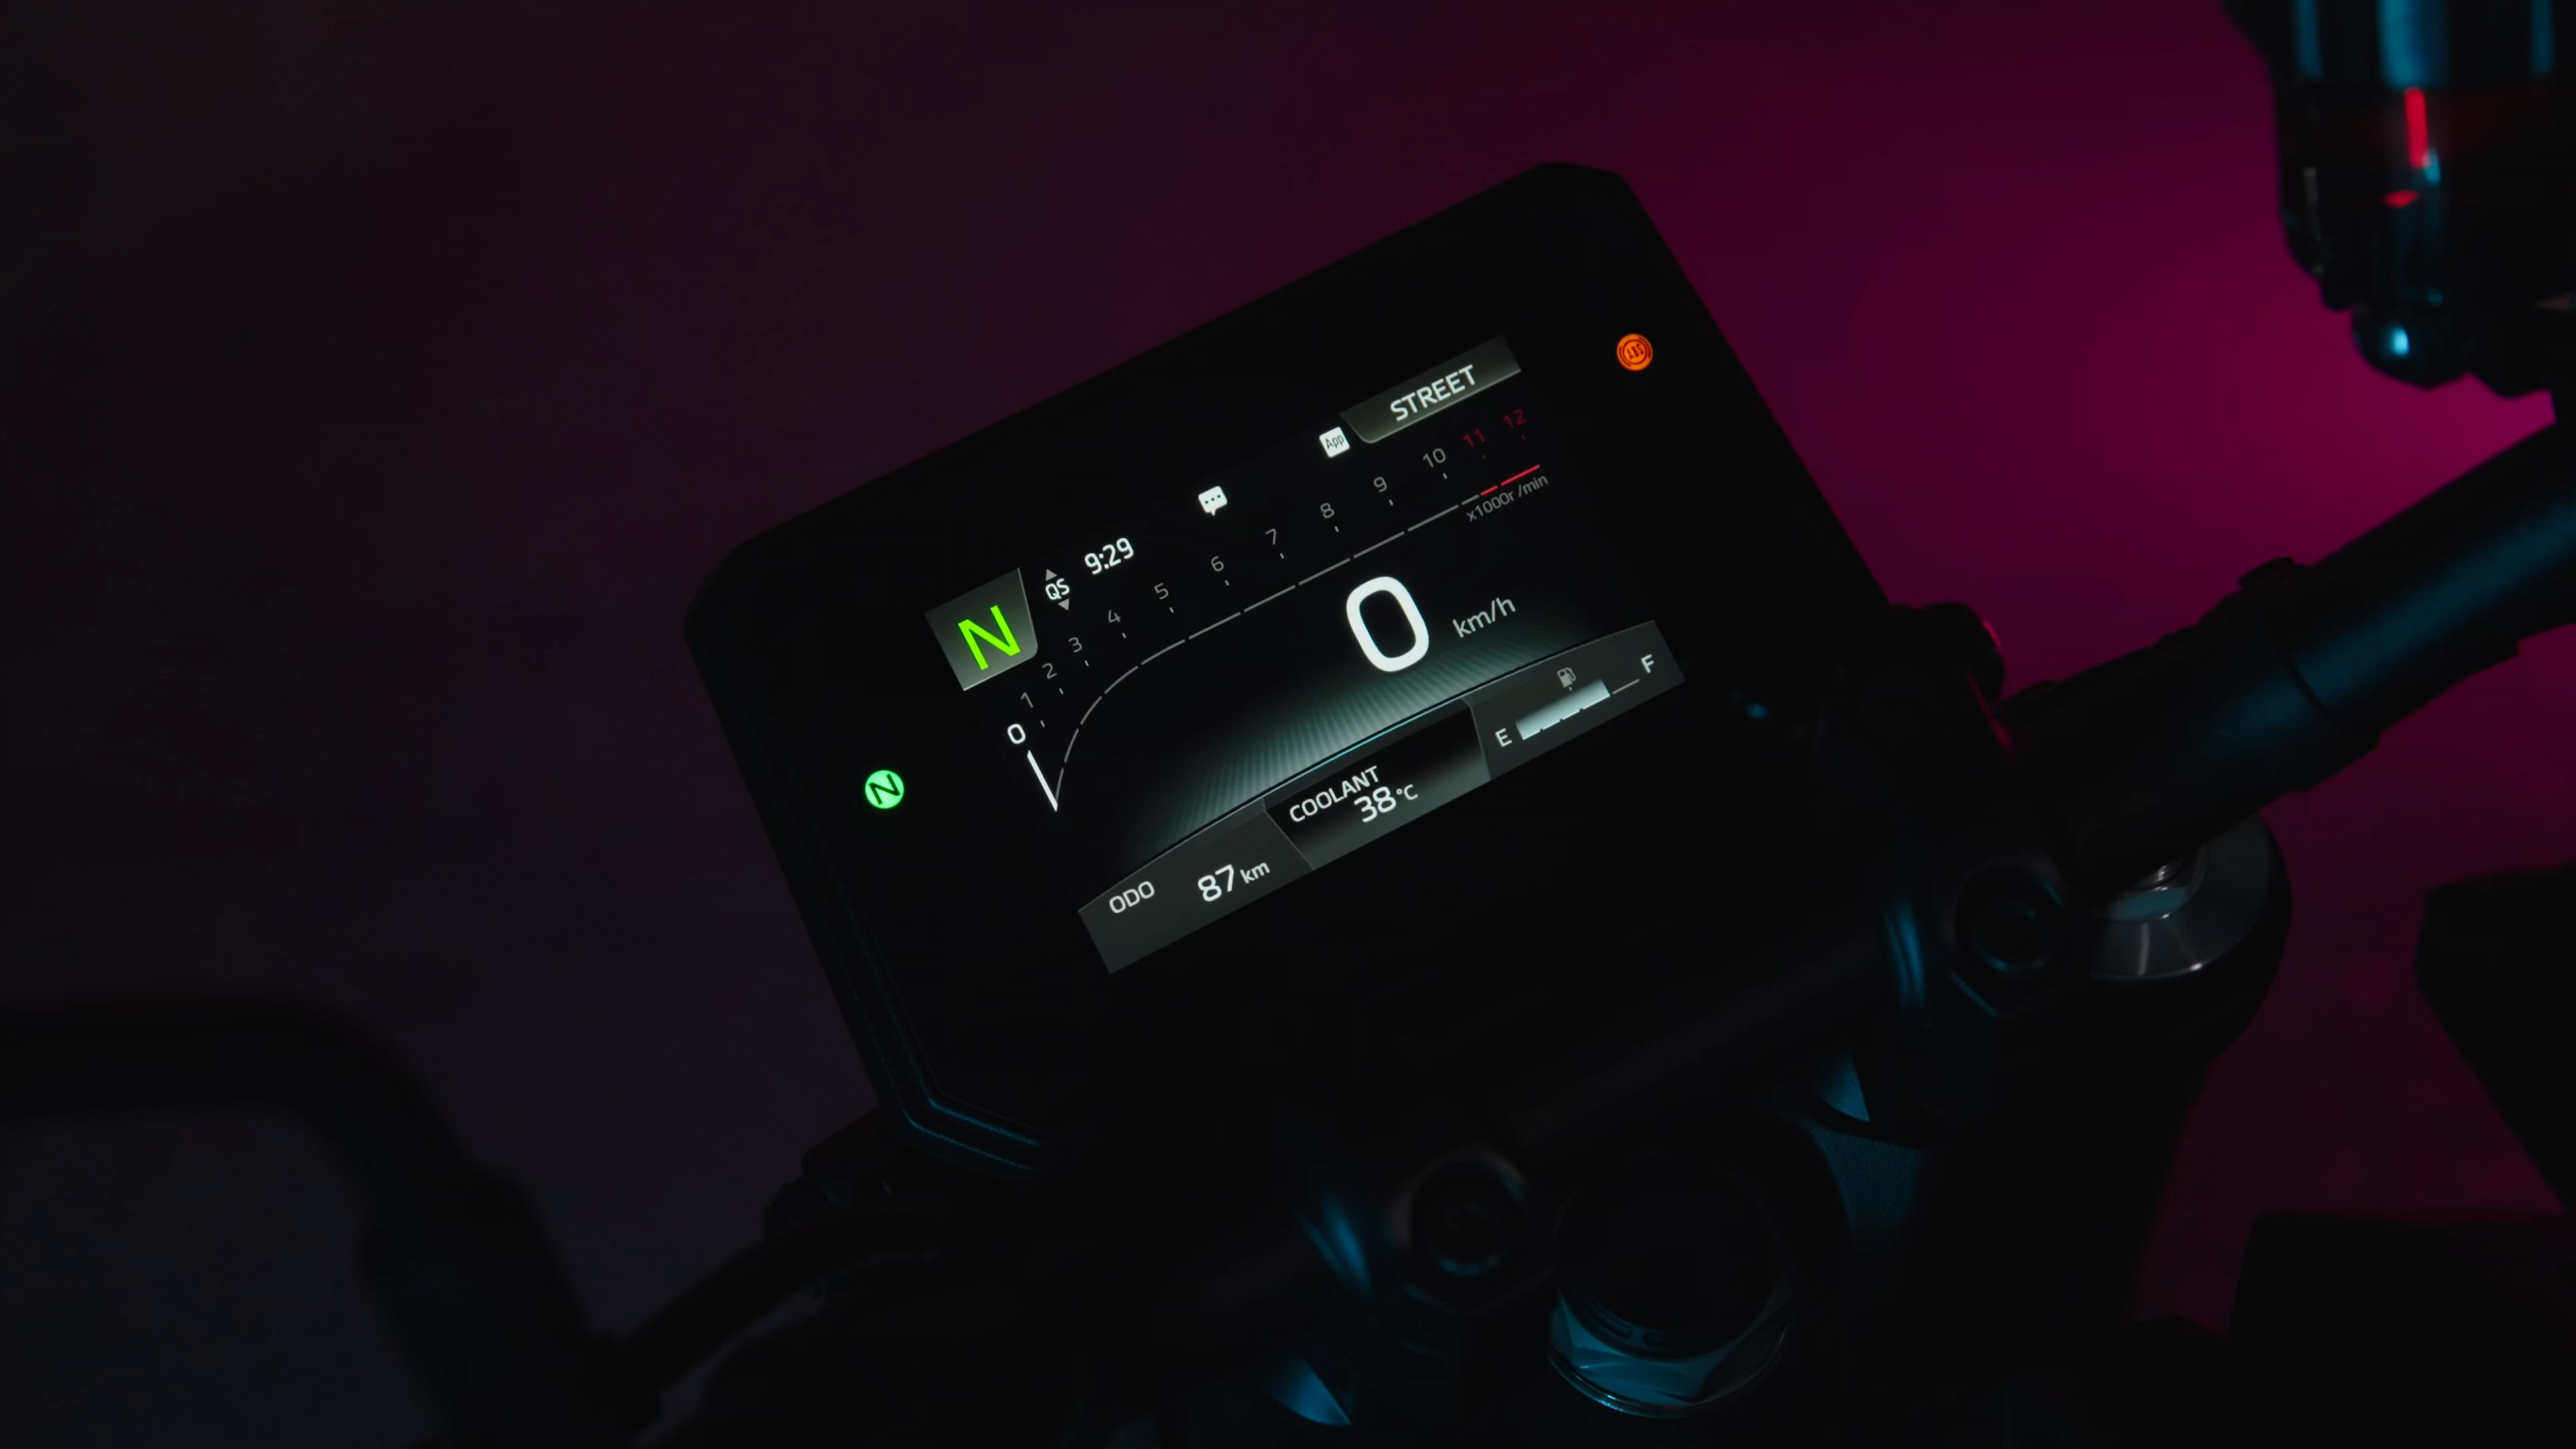 STREET
App
N
QS
9:29
0 1 2 3 4 5 6 7 8 9 10 11 12
x1000r/min
0 km/h
N
ABS
E F
COOLANT
38°C
ODO 87 km